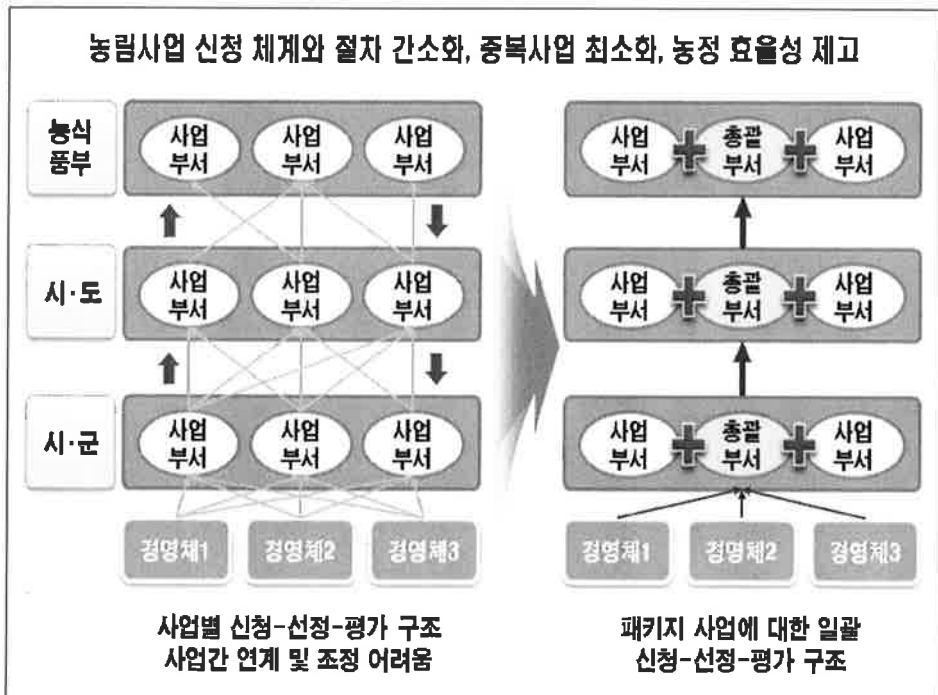 농림사업 신청 체계와 절차 간소화, 중복사업 최소화, 농정 효율성 제고
농식
품부
사업
부서
사업
부서
사업
부서
사업
부서
총괄
부서
사업
부서
시·도
사업
부서
사업
부서
사업
부서
사업
부서
총괄
부서
사업
부서
시·군
사업
부서
사업
부서
사업
부서
사업
부서
총괄
부서
사업
부서
경영체1
경영체2
경영체3
경영체1
경영체2
경영체3
사업별 신청-선정-평가 구조
사업간 연계 및 조정 어려움
패키지 사업에 대한 일괄
신청-선정-평가 구조